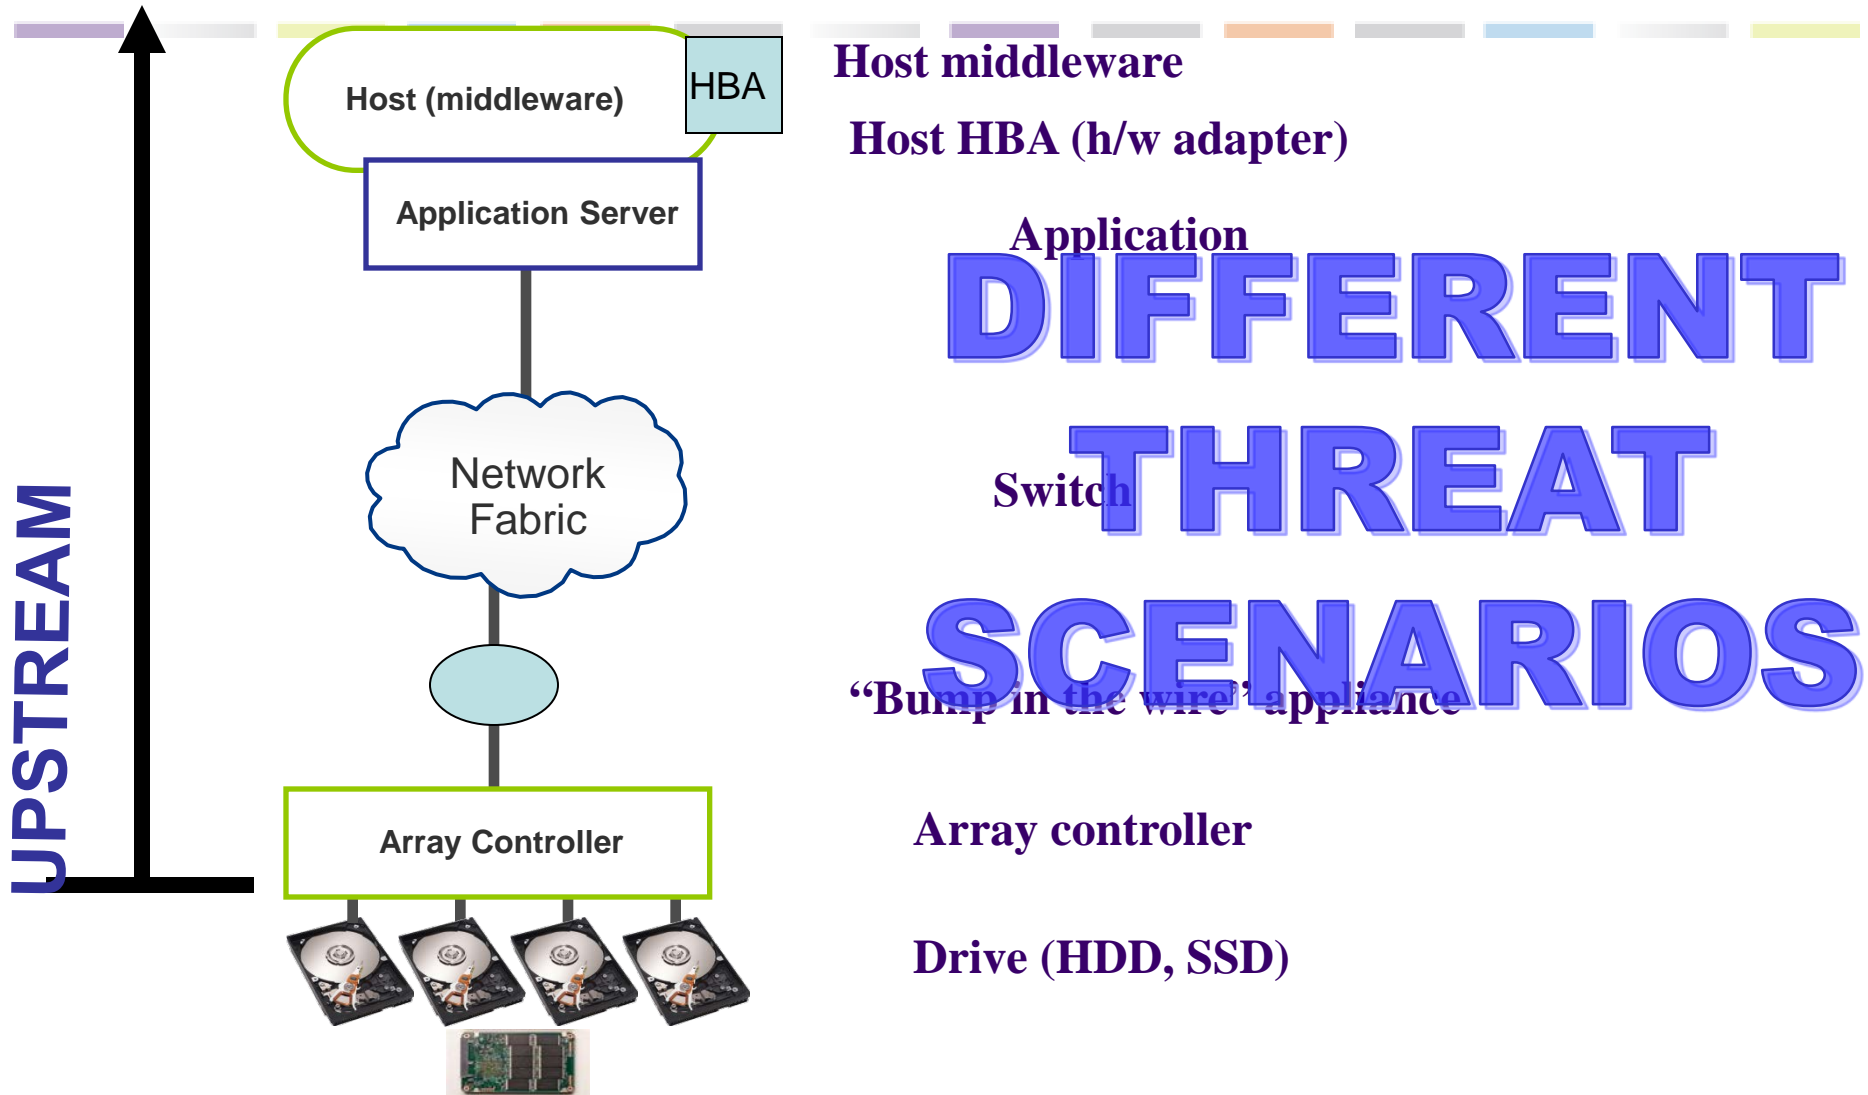 Host (middleware)
HBA
Application Server
Network
Fabric
Array Controller
UPSTREAM
Host middleware
Host HBA (h/w adapter)
Application
DIFFERENT
Switch
THREAT
SCENARIOS
“Bump in the wire” appliance
Array controller
Drive (HDD, SSD)